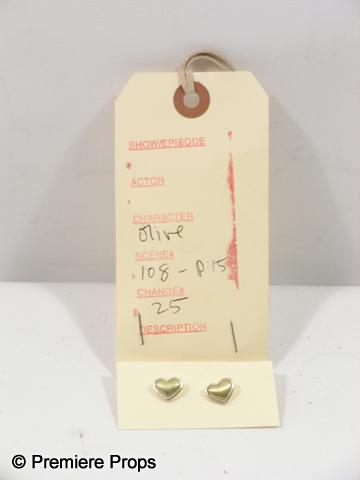 SHOW/EPISODE
ACTOR
CHARACTER
Olive
SCENE#
108 - p.15
CHANGE#
25
DESCRIPTION
© Premiere Props